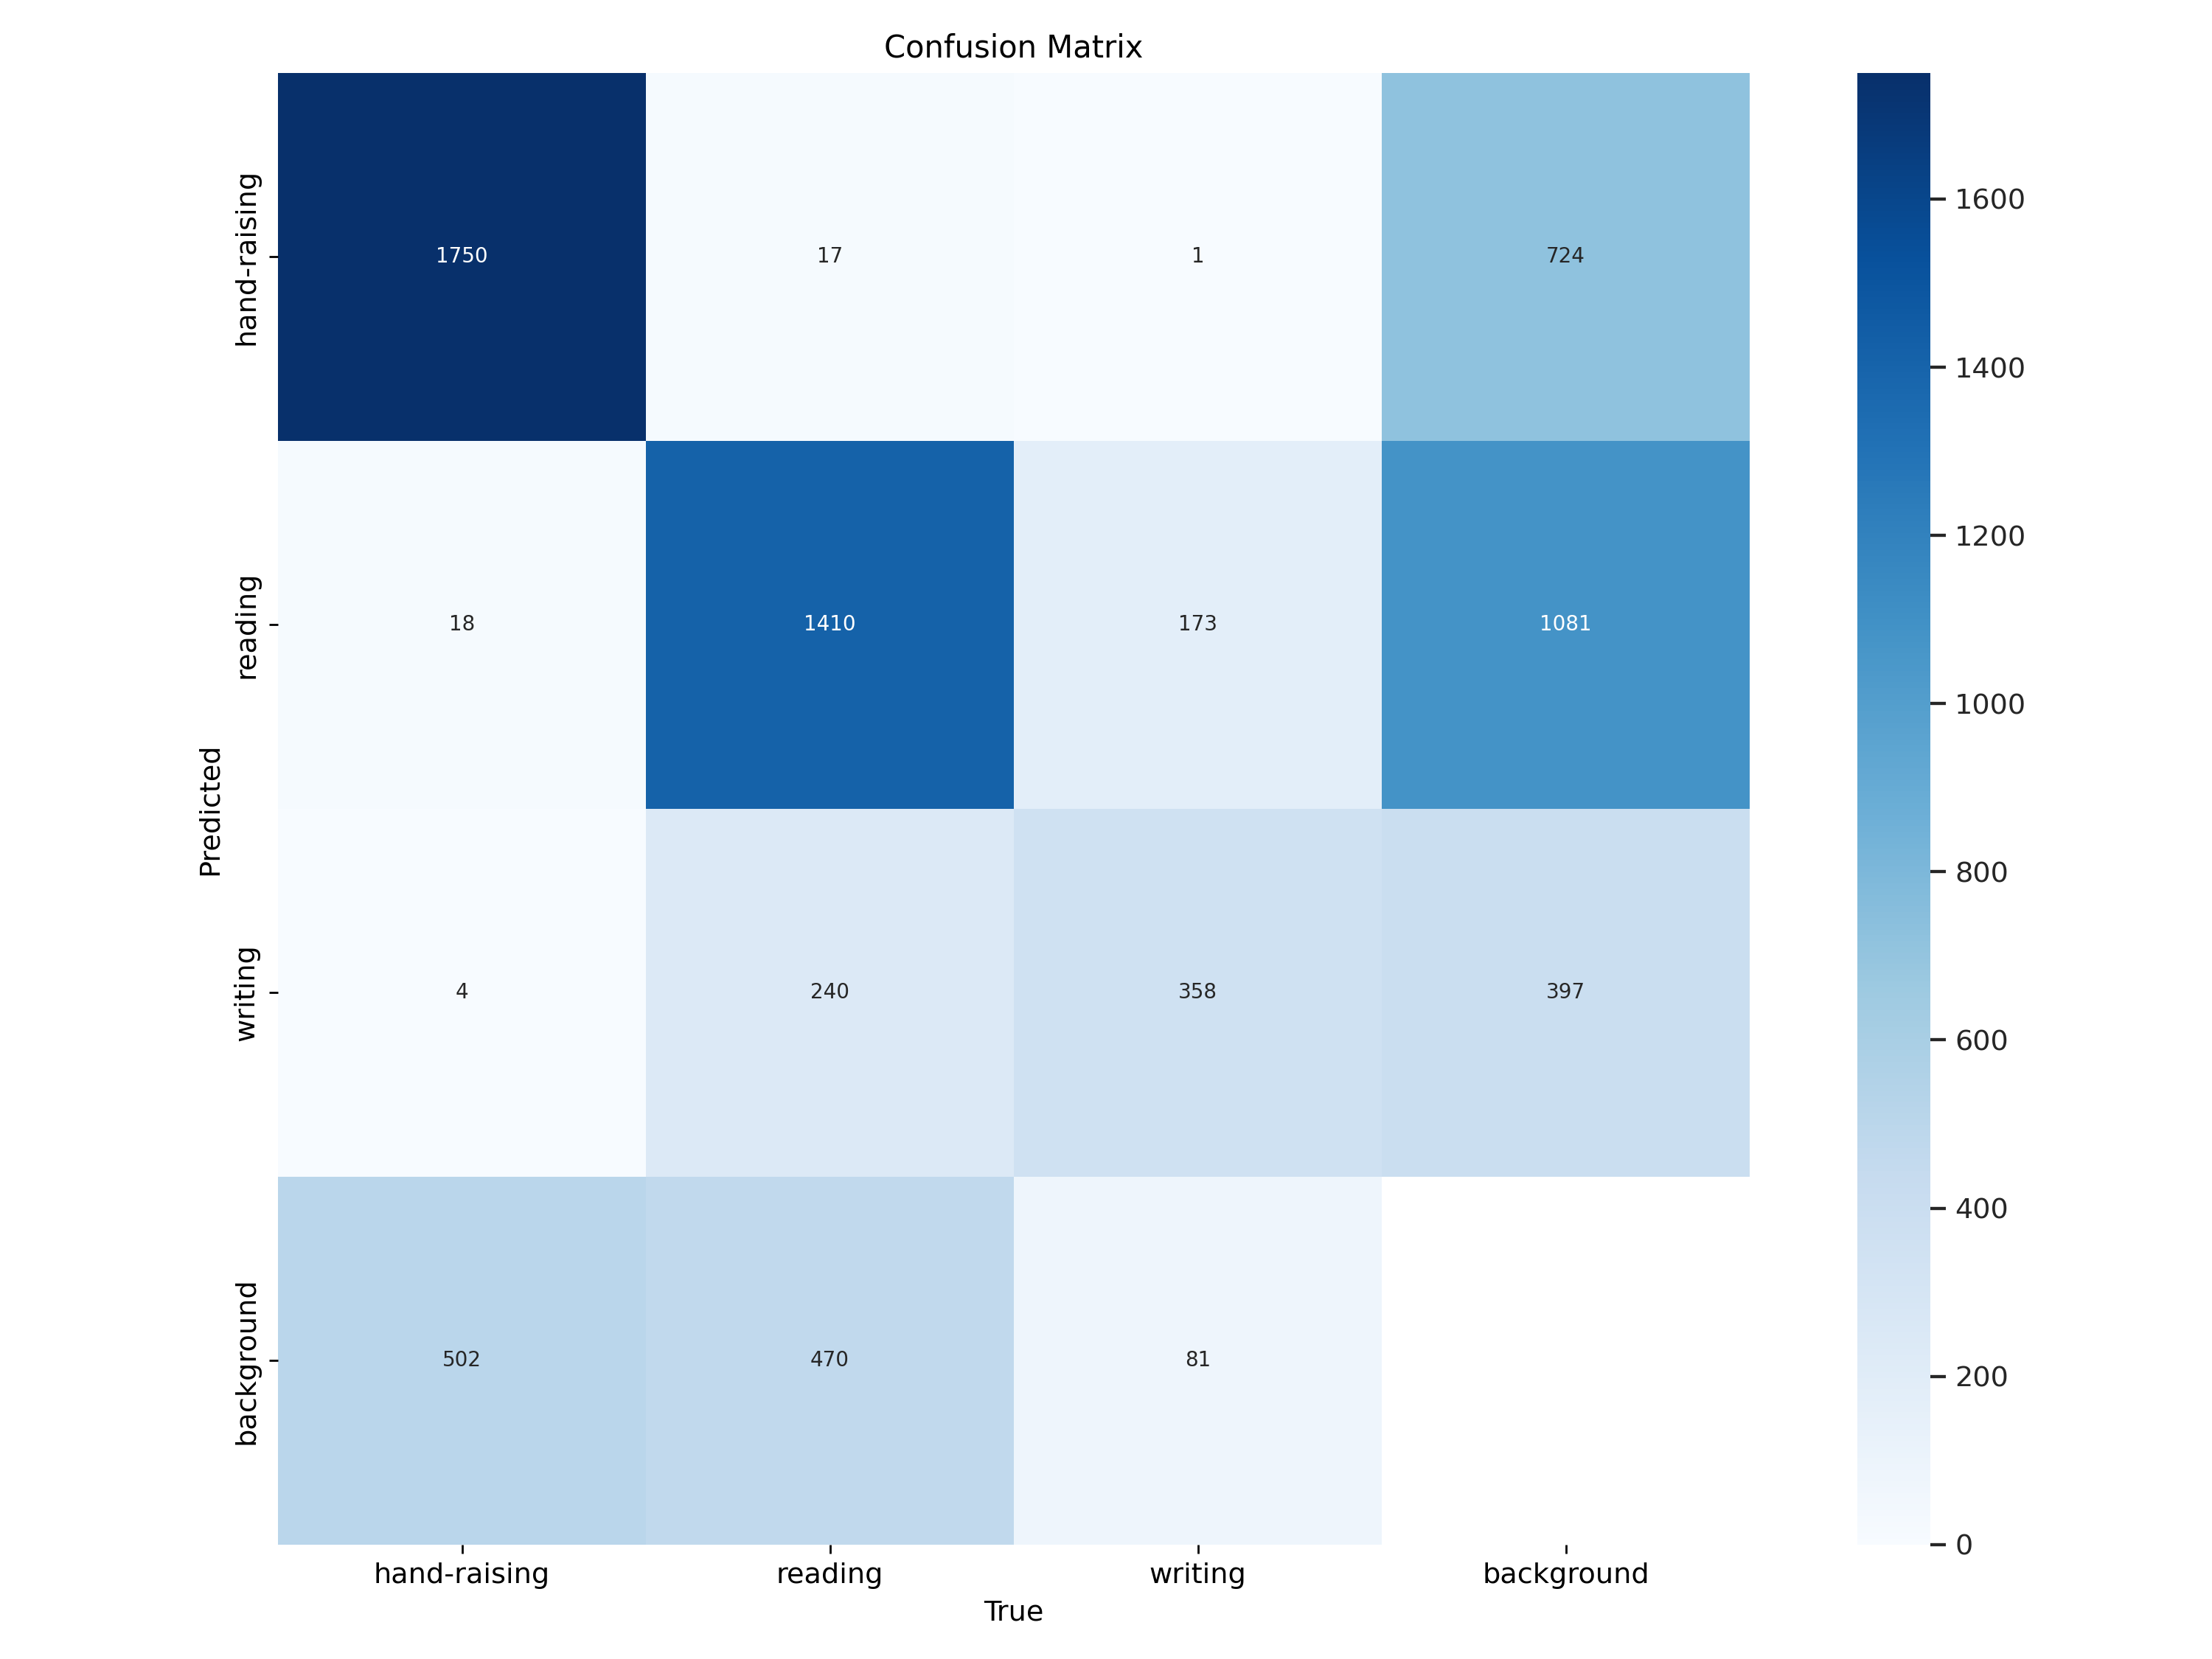 Confusion Matrix
hand-raising 1750 17 1 724
reading 18 1410 173 1081
writing 4 240 358 397
background 502 470 81
hand-raising reading writing background
True
Predicted
1600
1400
1200
1000
800
600
400
200
0